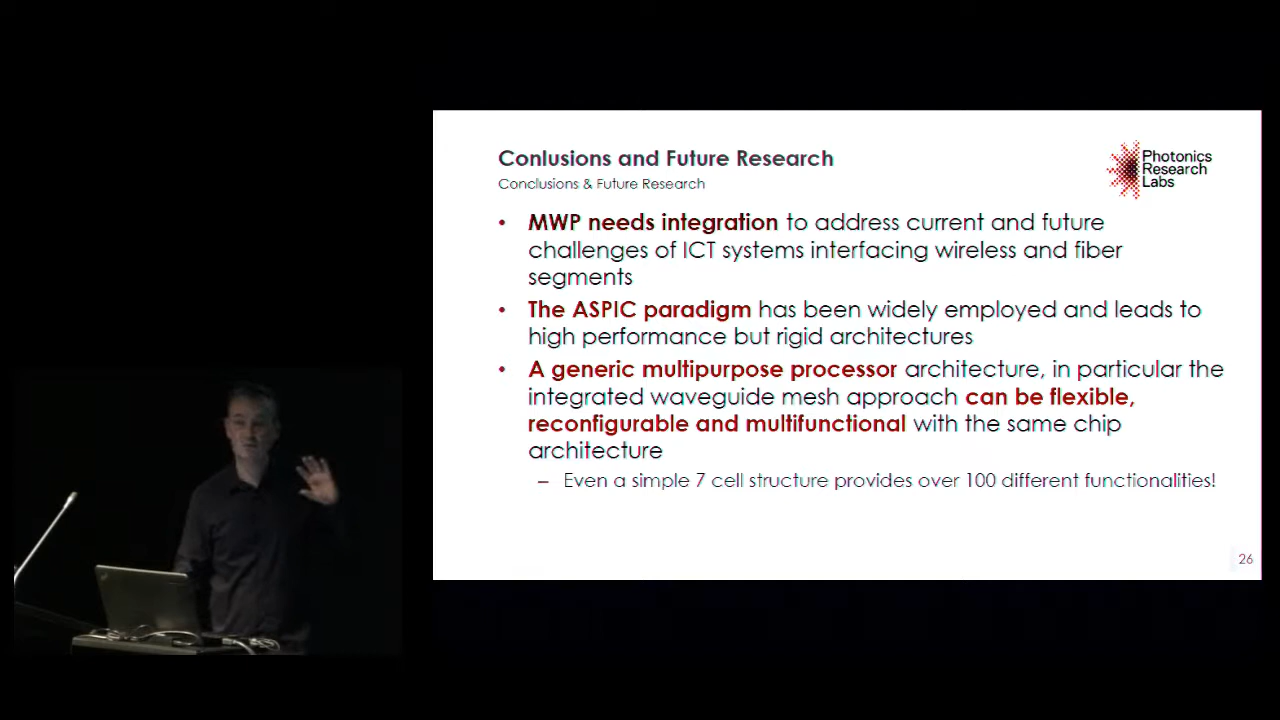 Conlusions and Future Research
Conclusions & Future Research
Photonics
Research
Labs
• MWP needs integration to address current and future
challenges of ICT systems interfacing wireless and fiber
segments
• The ASPIC paradigm has been widely employed and leads to
high performance but rigid architectures
• A generic multipurpose processor architecture, in particular the
integrated waveguide mesh approach can be flexible,
reconfigurable and multifunctional with the same chip
architecture
– Even a simple 7 cell structure provides over 100 different functionalities!
26